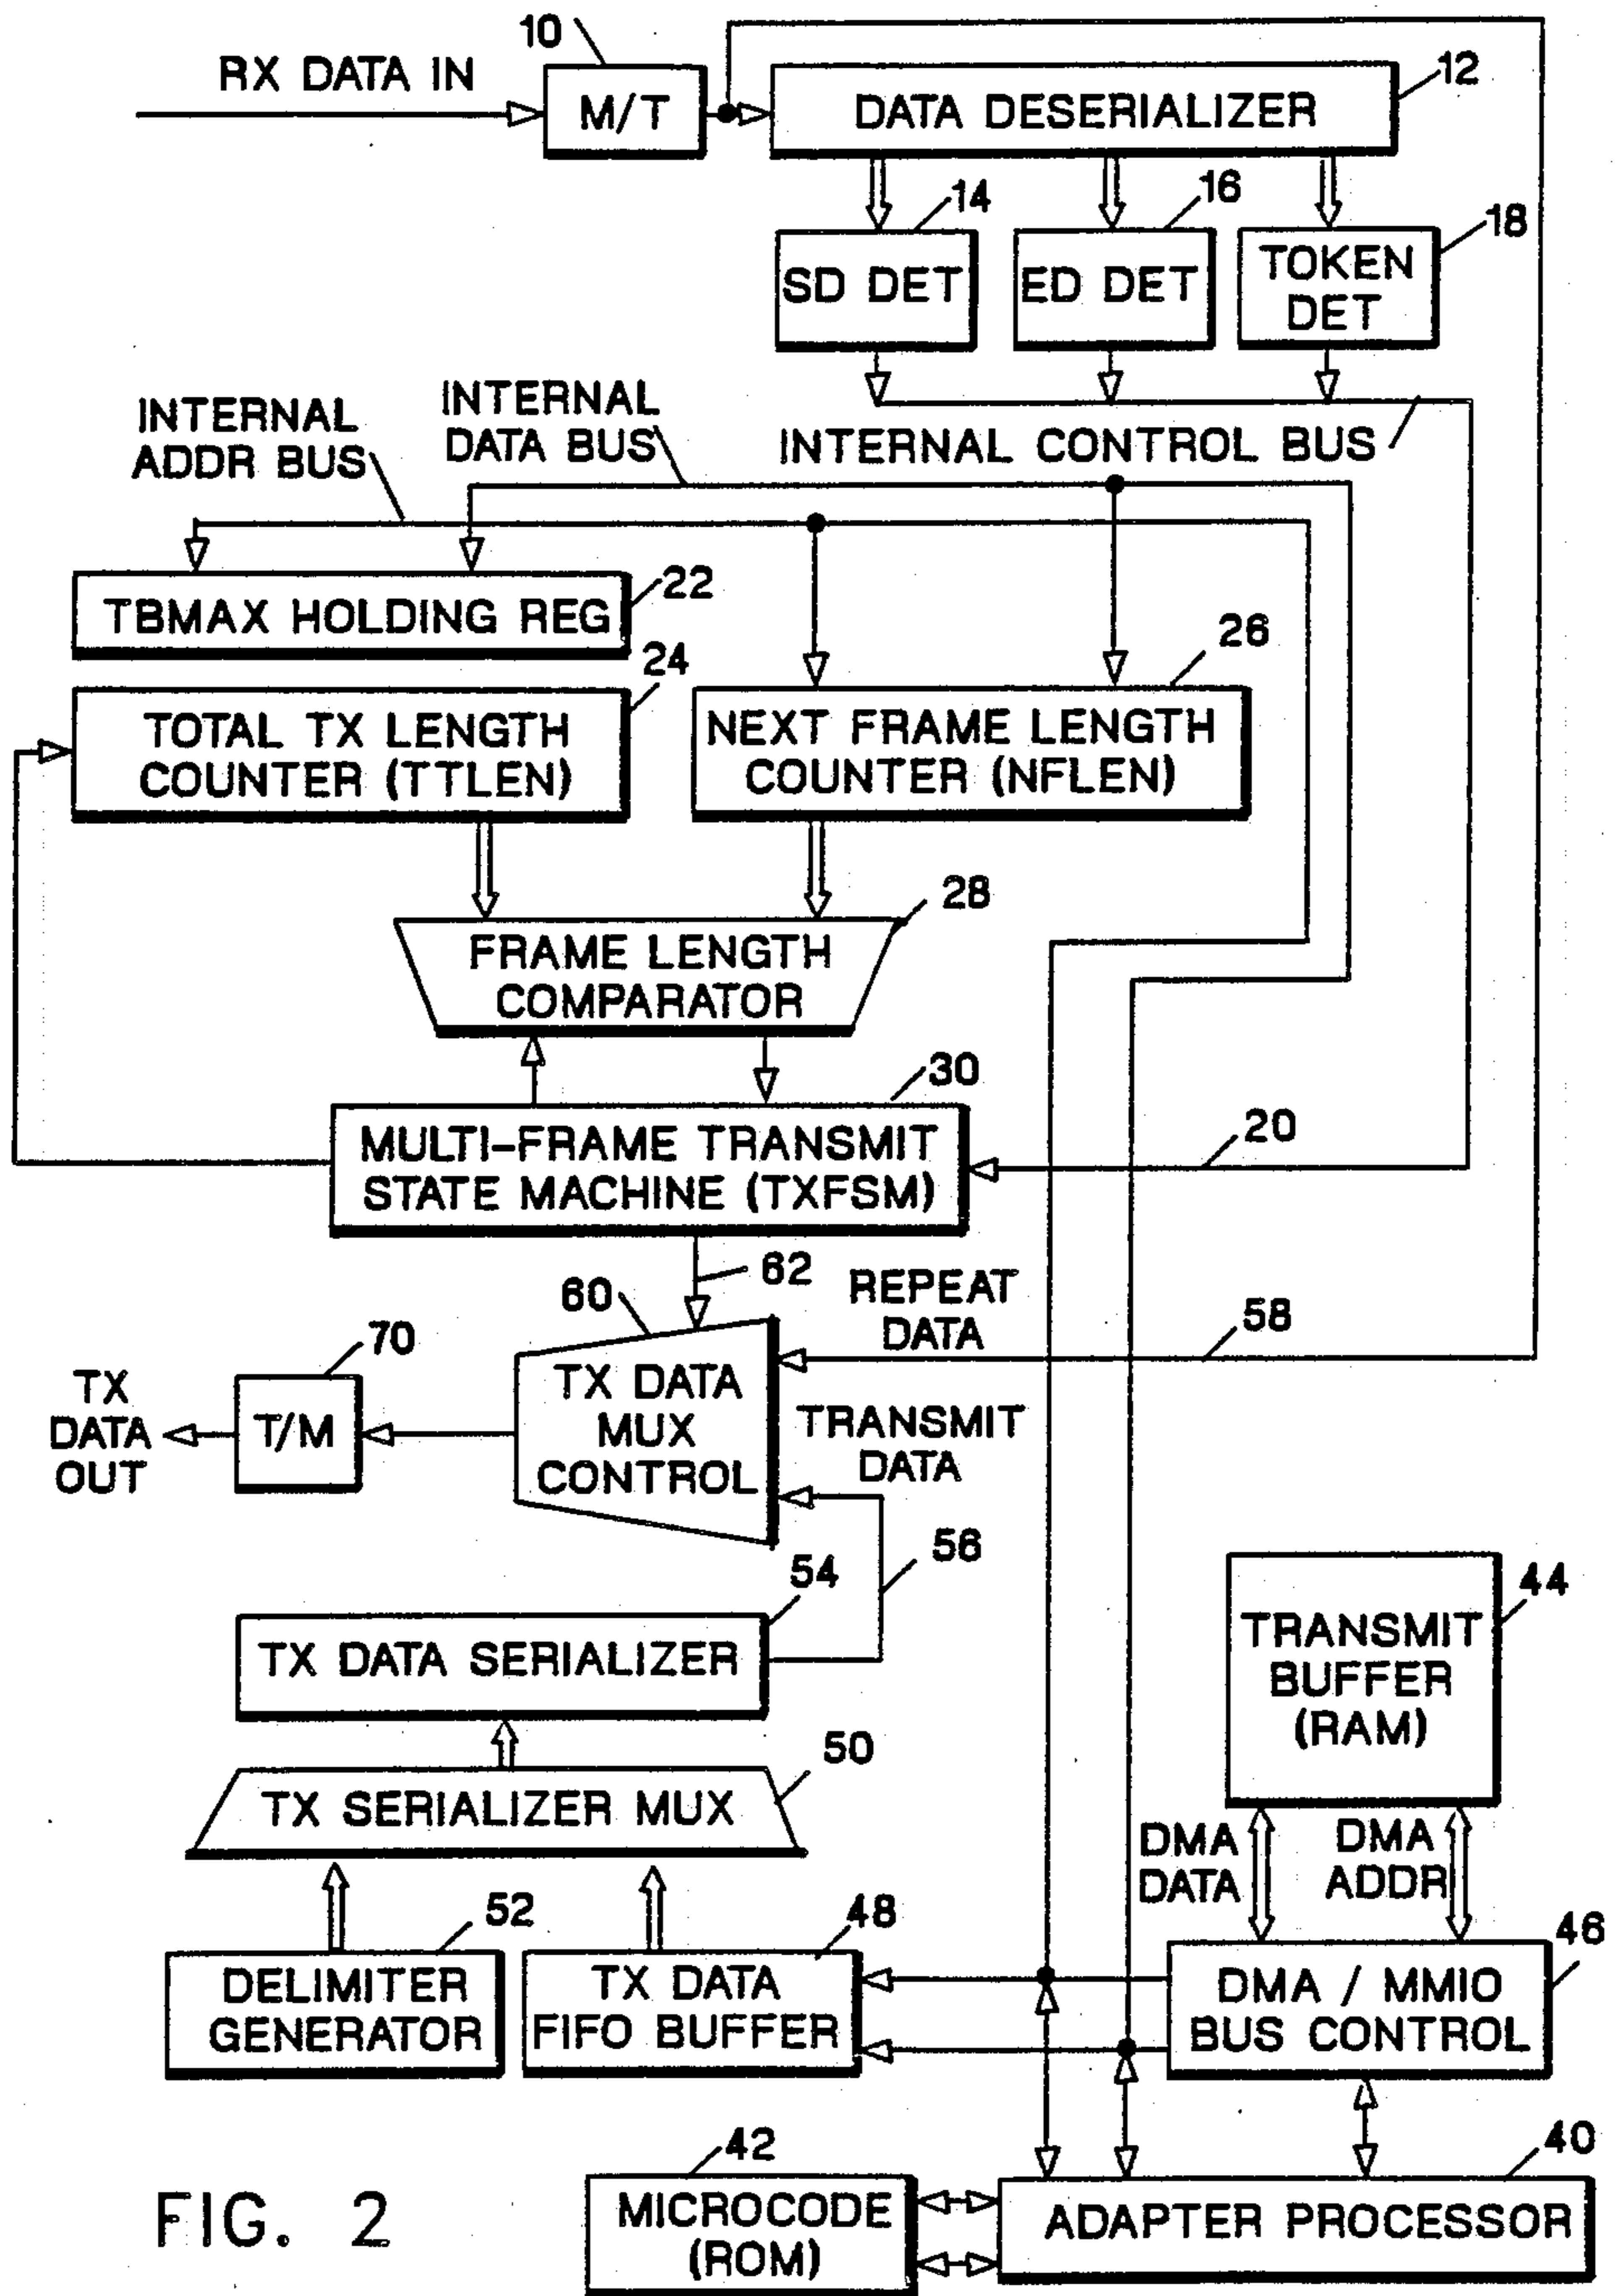 10
RX DATA IN
M/T
DATA DESERIALIZER
12
14
16
18
SD DET
ED DET
TOKEN
DET
INTERNAL
ADDR BUS
INTERNAL
DATA BUS
INTERNAL CONTROL BUS
TBMAX HOLDING REG
22
24
26
TOTAL TX LENGTH
COUNTER (TTLEN)
NEXT FRAME LENGTH
COUNTER (NFLEN)
28
FRAME LENGTH
COMPARATOR
30
MULTI-FRAME TRANSMIT
STATE MACHINE (TXFSM)
20
62
60
REPEAT
DATA
58
70
TX
DATA
OUT
T/M
TX DATA
MUX
CONTROL
TRANSMIT
DATA
56
54
TX DATA SERIALIZER
44
TRANSMIT
BUFFER
(RAM)
50
TX SERIALIZER MUX
DMA
DATA
DMA
ADDR
52
48
46
DELIMITER
GENERATOR
TX DATA
FIFO BUFFER
DMA / MMIO
BUS CONTROL
42
40
MICROCODE
(ROM)
ADAPTER PROCESSOR
FIG. 2